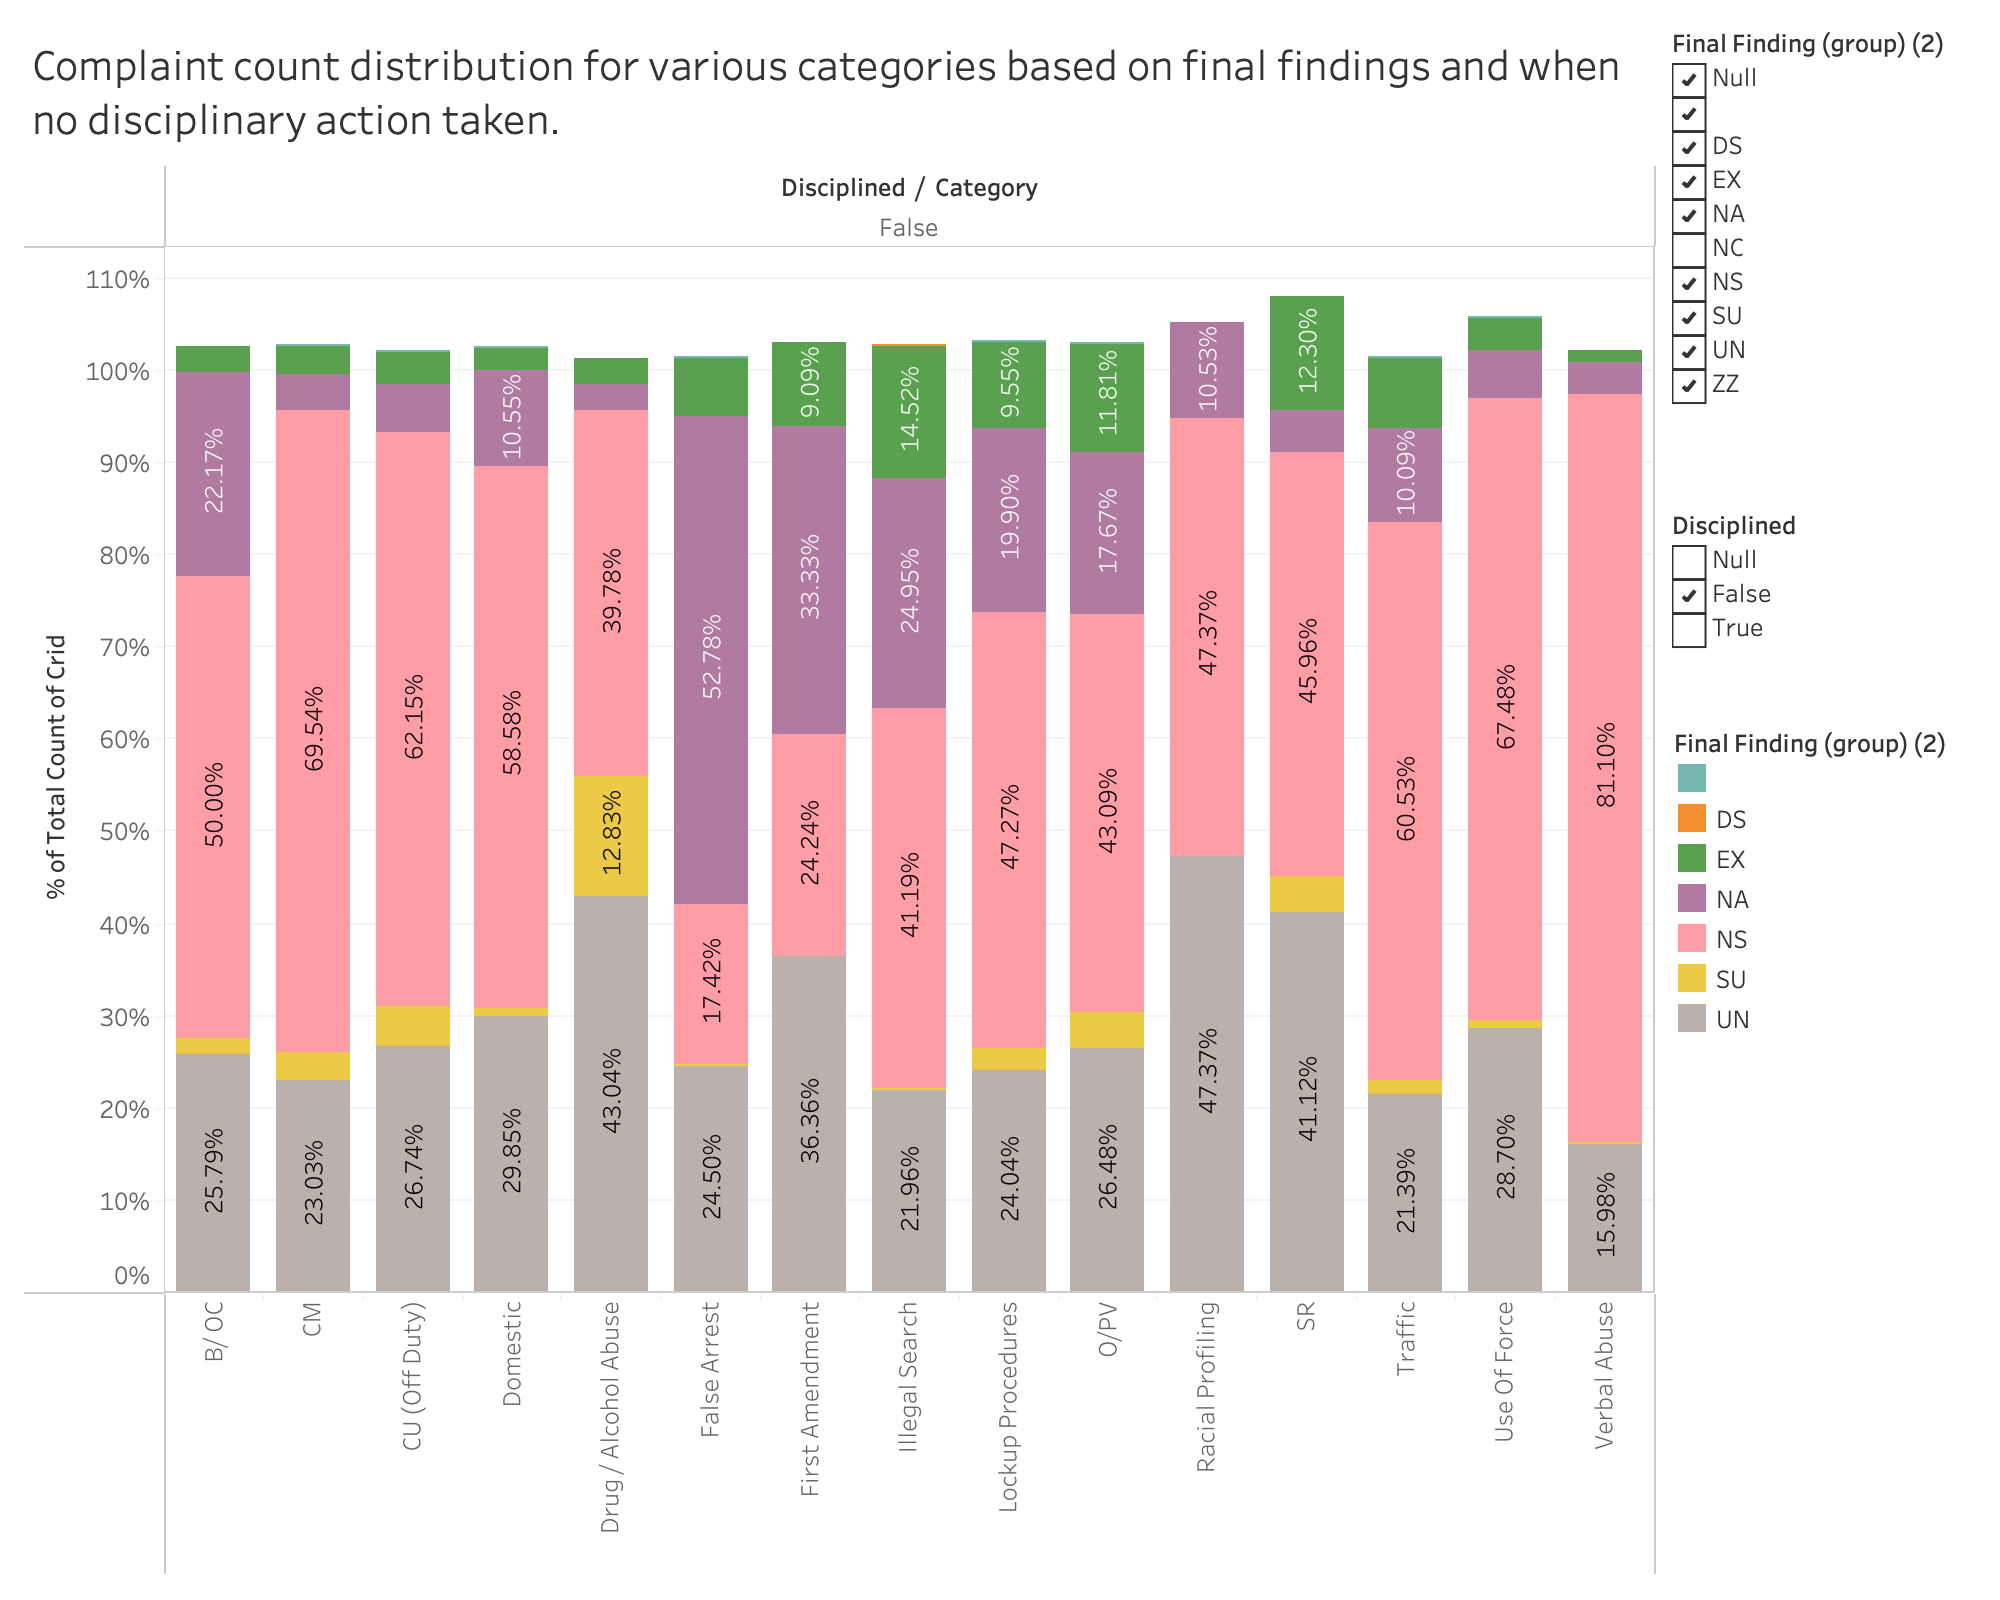 Complaint count distribution for various categories based on final findings and when
no disciplinary action taken.
Disciplined / Category
False
% of Total Count of Crid
110%
100%
90%
80%
70%
60%
50%
40%
30%
20%
10%
0%
22.17%
50.00%
25.79%
69.54%
23.03%
62.15%
26.74%
10.55%
58.58%
29.85%
39.78%
12.83%
43.04%
52.78%
17.42%
24.50%
9.09%
33.33%
24.24%
36.36%
14.52%
24.95%
41.19%
21.96%
9.55%
19.90%
47.27%
24.04%
11.81%
17.67%
43.09%
26.48%
10.53%
47.37%
47.37%
12.30%
45.96%
41.12%
10.09%
60.53%
21.39%
67.48%
28.70%
81.10%
15.98%
B/ OC
CM
CU (Off Duty)
Domestic
Drug / Alcohol Abuse
False Arrest
First Amendment
Illegal Search
Lockup Procedures
O/PV
Racial Profiling
SR
Traffic
Use Of Force
Verbal Abuse
Final Finding (group) (2)
Null
DS
EX
NA
NC
NS
SU
UN
ZZ
Disciplined
Null
False
True
Final Finding (group) (2)
DS
EX
NA
NS
SU
UN